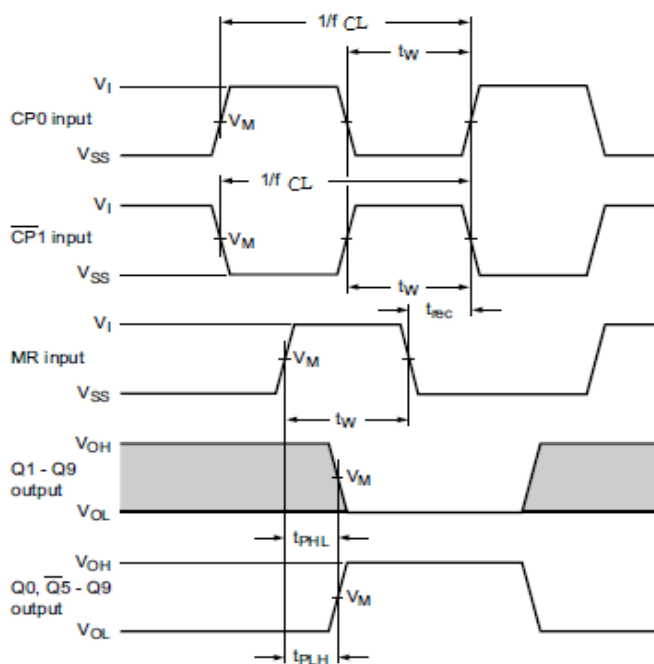 1/f CL
tW
VI
CP0 input
VM
VSS
1/f CL
VI
CP1 input
VM
VSS
tW
trec
VI
MR input
VM
VSS
tW
VOH
Q1 - Q9
output
VM
VOL
tPHL
VOH
Q0, Q5 - Q9
output
VM
VOL
tPLH